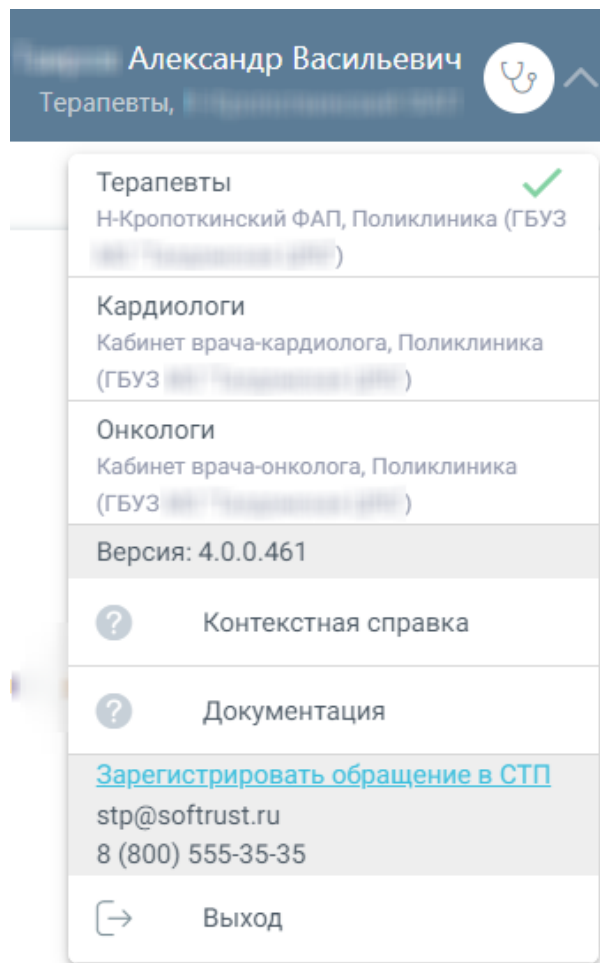 Александр Васильевич
Терапевты,
Терапевты
Н-Кропоткинский ФАП, Поликлиника (ГБУЗ
)
Кардиологи
Кабинет врача-кардиолога, Поликлиника
(ГБУЗ )
Онкологи
Кабинет врача-онколога, Поликлиника
(ГБУЗ )
Версия: 4.0.0.461
Контекстная справка
Документация
Зарегистрировать обращение в СТП
stp@softrust.ru
8 (800) 555-35-35
Выход